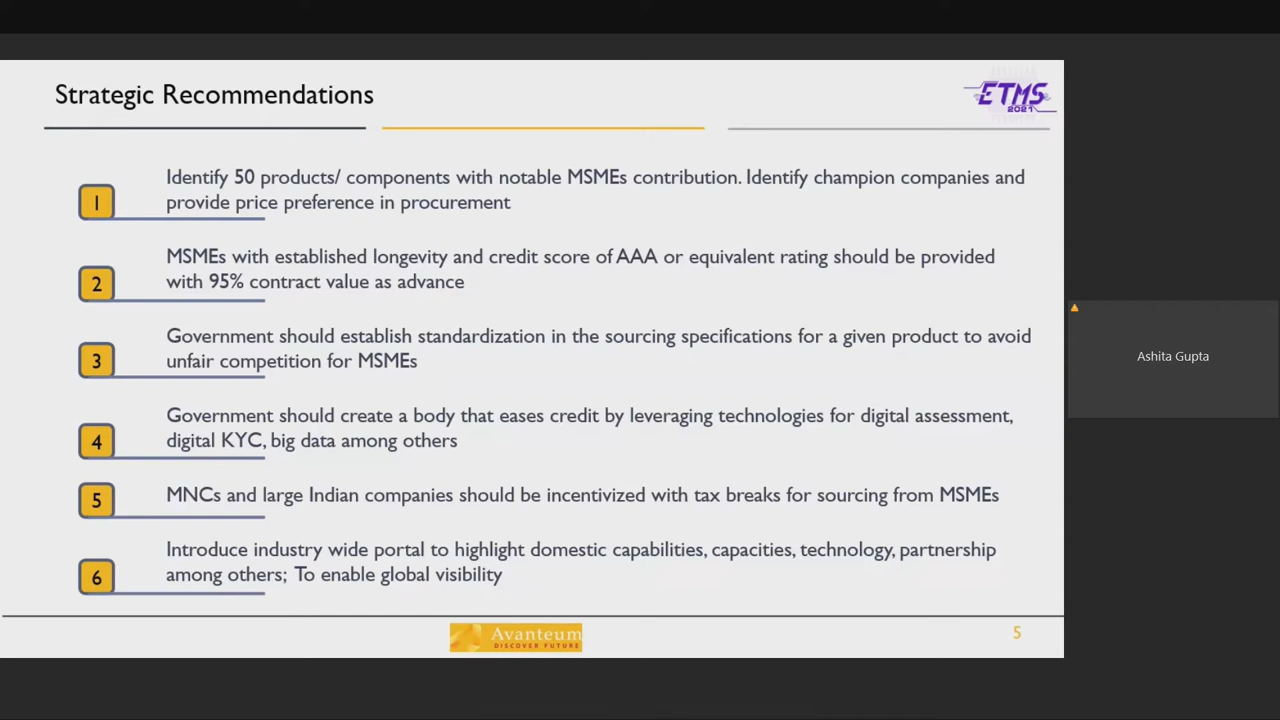 Strategic Recommendations
ETMS
2021
1
Identify 50 products/ components with notable MSMEs contribution. Identify champion companies and
provide price preference in procurement
2
MSMEs with established longevity and credit score of AAA or equivalent rating should be provided
with 95% contract value as advance
3
Government should establish standardization in the sourcing specifications for a given product to avoid
unfair competition for MSMEs
4
Government should create a body that eases credit by leveraging technologies for digital assessment,
digital KYC, big data among others
5
MNCs and large Indian companies should be incentivized with tax breaks for sourcing from MSMEs
6
Introduce industry wide portal to highlight domestic capabilities, capacities, technology, partnership
among others; To enable global visibility
Avanteum
DISCOVER FUTURE
5
Ashita Gupta